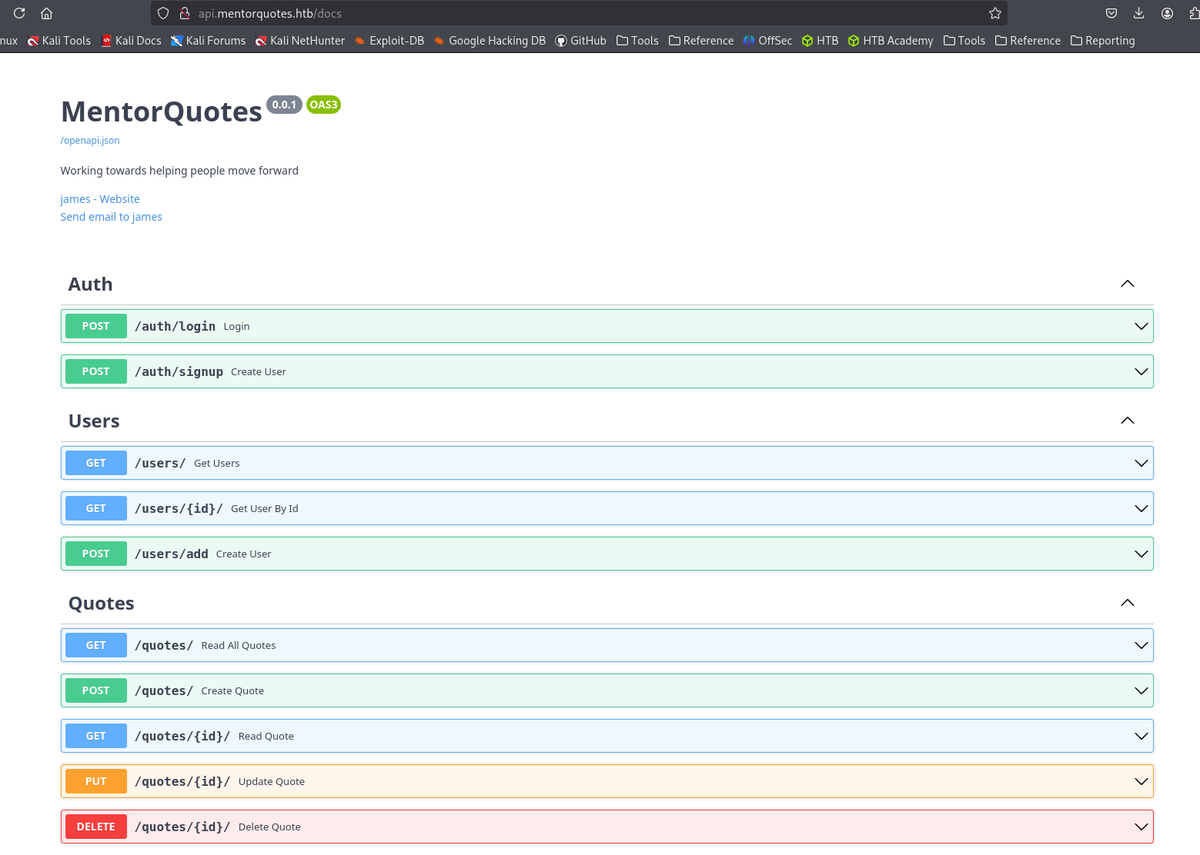 api.mentorquotes.htb/docs
nux Kali Tools Kali Docs Kali Forums Kali NetHunter Exploit-DB Google Hacking DB GitHub Tools Reference OffSec HTB HTB Academy Tools Reference Reporting
MentorQuotes 0.0.1 OAS3
/openapi.json
Working towards helping people move forward
james - Website
Send email to james
Auth
POST /auth/login Login
POST /auth/signup Create User
Users
GET /users/ Get Users
GET /users/{id}/ Get User By Id
POST /users/add Create User
Quotes
GET /quotes/ Read All Quotes
POST /quotes/ Create Quote
GET /quotes/{id}/ Read Quote
PUT /quotes/{id}/ Update Quote
DELETE /quotes/{id}/ Delete Quote